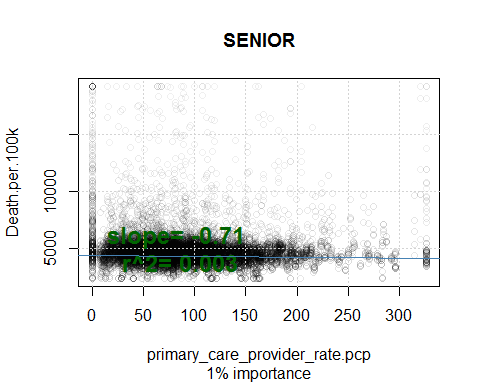 SENIOR
Death.per.100k
5000 10000
slope= -0.71
r^2= 0.003
0 50 100 150 200 250 300
primary_care_provider_rate.pcp
1% importance